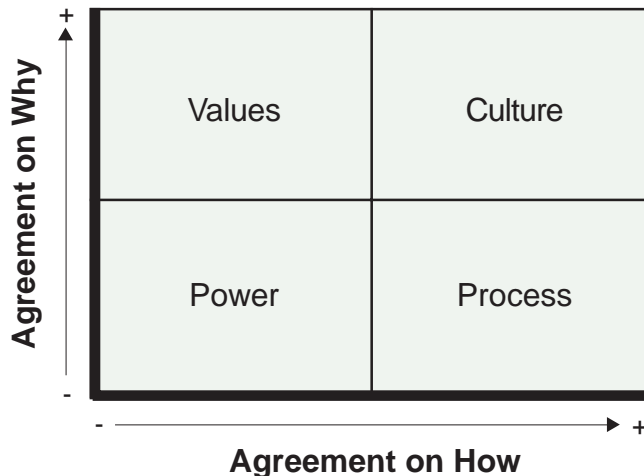 +
Agreement on Why
Values
Culture
Power
Process
-
-
+
Agreement on How